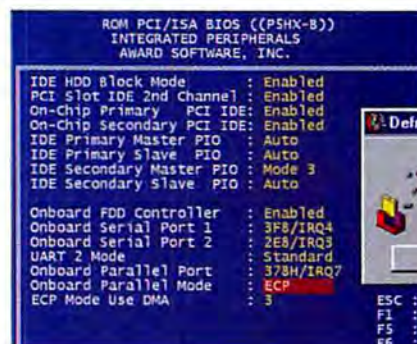 ROM PCI/ISA BIOS ((P5HX-B))
INTEGRATED PERIPHERALS
AWARD SOFTWARE, INC.
IDE HDD Block Mode : Enabled
PCI Slot IDE 2nd Channel : Enabled
On-Chip Primary PCI IDE: Enabled
On-Chip Secondary PCI IDE: Enabled
IDE Primary Master PIO : Auto
IDE Primary Slave PIO : Auto
IDE Secondary Master PIO : Mode 3
IDE Secondary Slave PIO : Auto
Onboard FDD Controller : Enabled
Onboard Serial Port 1 : 3F8/IRQ4
Onboard Serial Port 2 : 2E8/IRQ3
UART 2 Mode : Standard
Onboard Parallel Port : 378H/IRQ7
Onboard Parallel Mode : ECP
ECP Mode Use DMA : 3
Defr
ESC :
F1 :
F5 :
F6 :